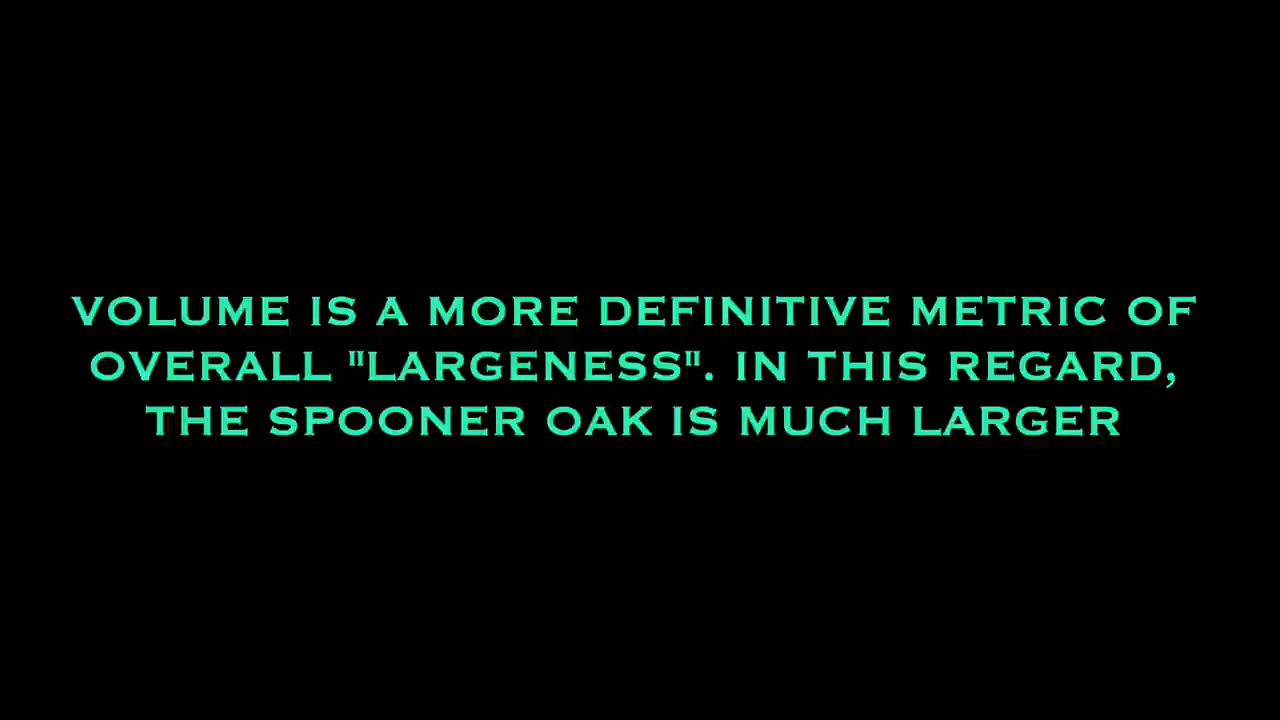 VOLUME IS A MORE DEFINITIVE METRIC OF
OVERALL "LARGENESS". IN THIS REGARD,
THE SPOONER OAK IS MUCH LARGER